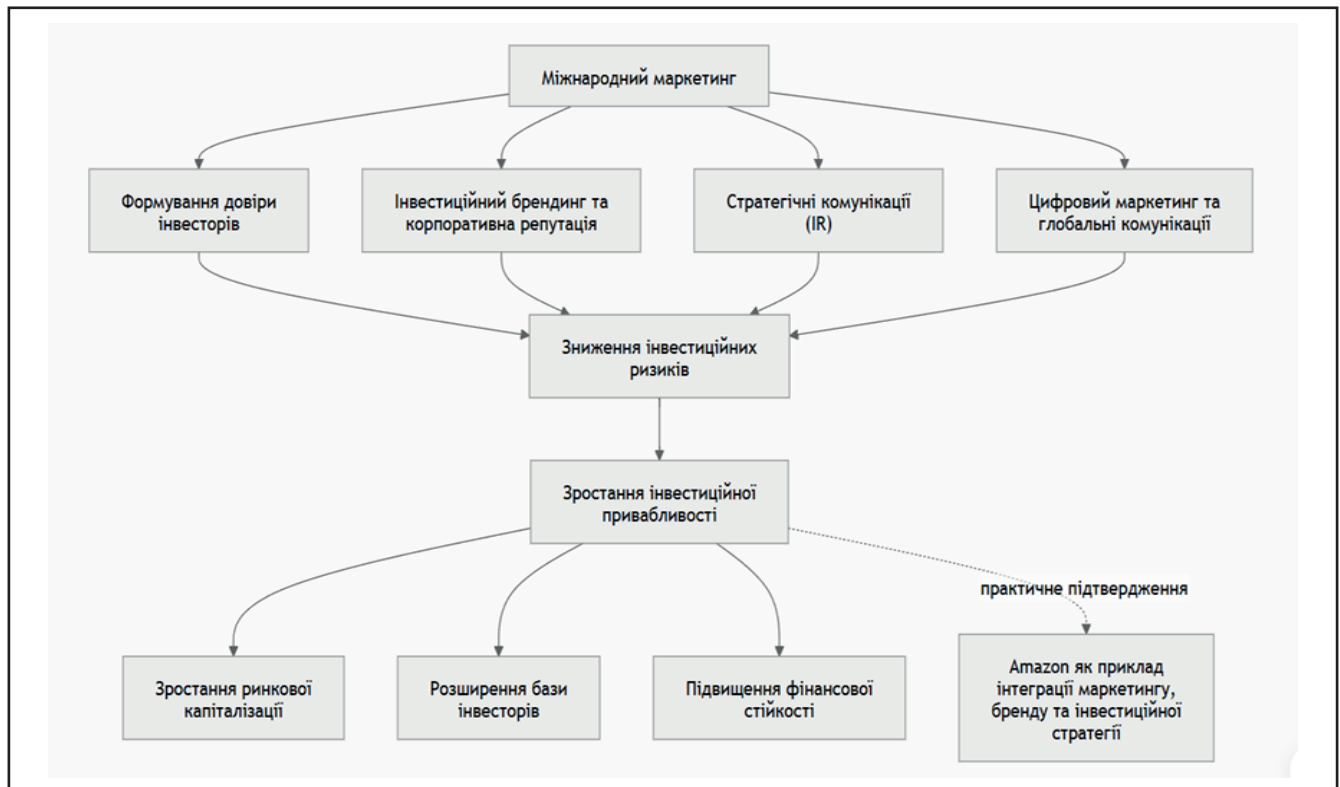 Міжнародний маркетинг
Формування довіри
інвесторів
Інвестиційний брендинг та
корпоративна репутація
Стратегічні комунікації
(IR)
Цифровий маркетинг та
глобальні комунікації
Зниження інвестиційних
ризиків
Зростання інвестиційної
привабливості
практичне підтвердження
Зростання ринкової
капіталізації
Розширення бази
інвесторів
Підвищення фінансової
стійкості
Amazon як приклад
інтеграції маркетингу,
бренду та інвестиційної
стратегії